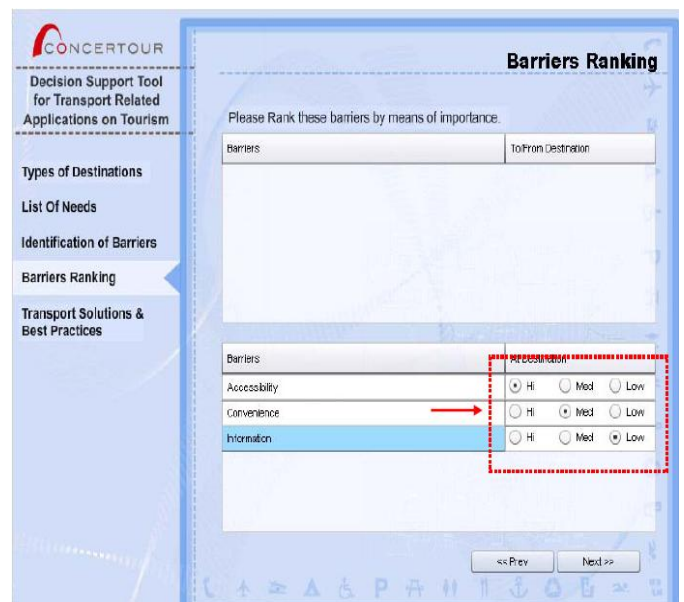 CONCERTOUR
Decision Support Tool
for Transport Related
Applications on Tourism
Types of Destinations
List Of Needs
Identification of Barriers
Barriers Ranking
Transport Solutions &
Best Practices
Barriers Ranking
Please Rank these barriers by means of importance.
Barriers To/From Destination
Barriers At Destination
Accessibility Hi Med Low
Convenience Hi Med Low
Information Hi Med Low
<< Prev Next >>